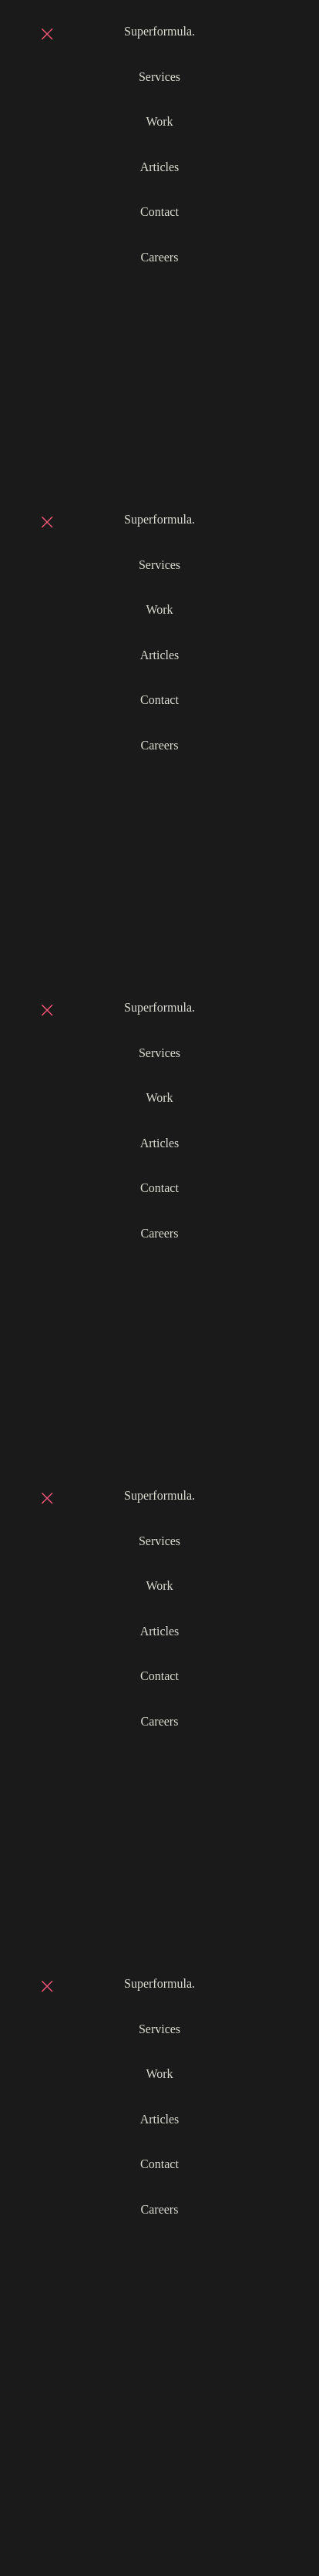 Superformula.
Services
Work
Articles
Contact
Careers
Superformula.
Services
Work
Articles
Contact
Careers
Superformula.
Services
Work
Articles
Contact
Careers
Superformula.
Services
Work
Articles
Contact
Careers
Superformula.
Services
Work
Articles
Contact
Careers